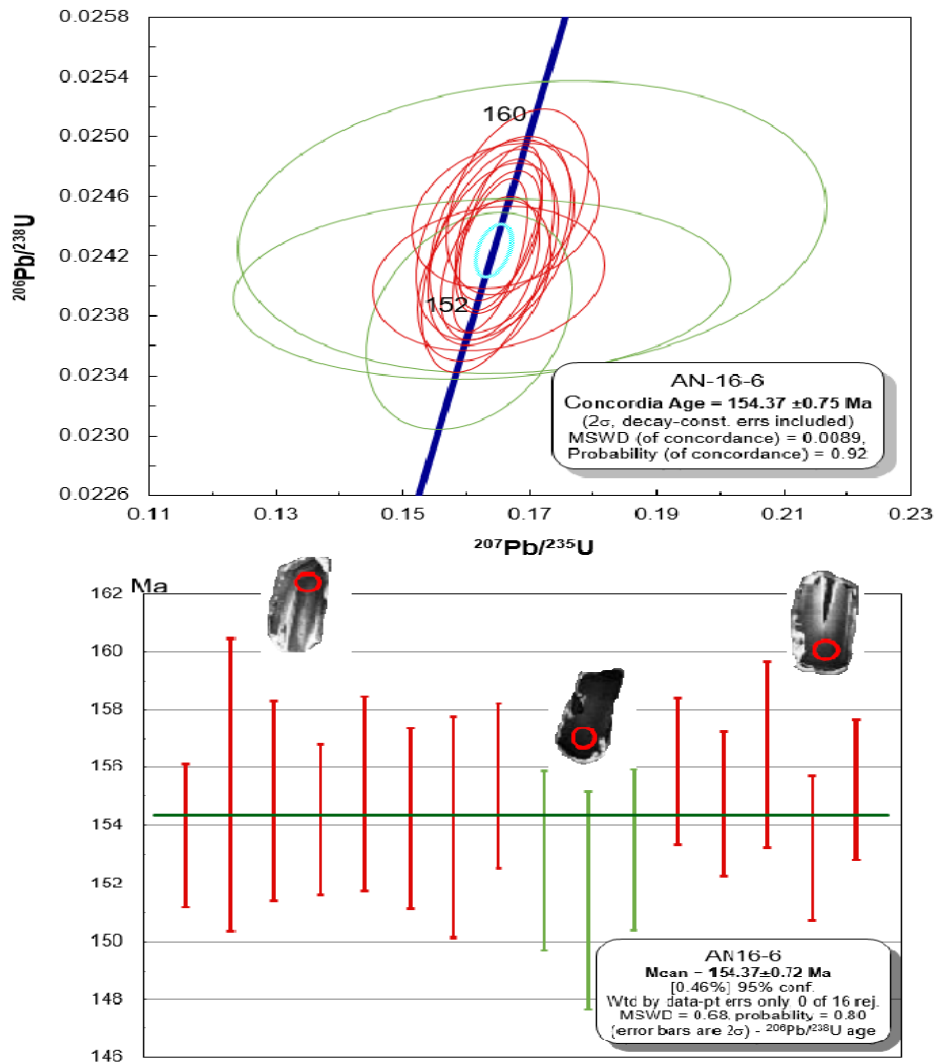 0.0258
0.0254
0.0250
0.0246
0.0242
0.0238
0.0234
0.0230
0.0226
²⁰⁶Pb/²³⁸U
160
152
AN-16-6
Concordia Age = 154.37 ±0.75 Ma
(2σ, decay-const. errs included)
MSWD (of concordance) = 0.0089,
Probability (of concordance) = 0.92
0.11 0.13 0.15 0.17 0.19 0.21 0.23
²⁰⁷Pb/²³⁵U
Ma
162
160
158
156
154
152
150
148
146
AN16-6
Mean = 154.37±0.72 Ma
[0.46%] 95% conf.
Wtd by data-pt errs only, 0 of 16 rej.
MSWD = 0.68, probability = 0.80
(error bars are 2σ) - ²⁰⁶Pb/²³⁸U age